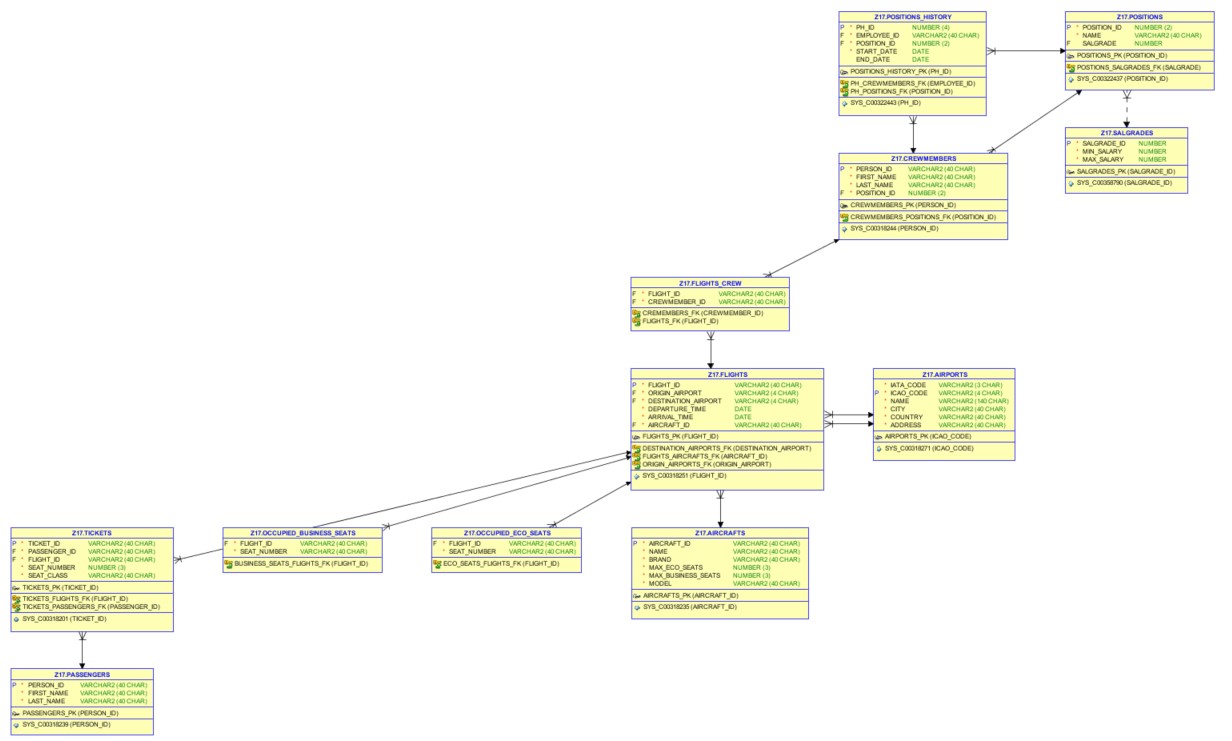 Z17.POSITIONS_HISTORY
P * PH_ID NUMBER (4)
F * EMPLOYEE_ID VARCHAR2 (40 CHAR)
F * POSITION_ID NUMBER (2)
* START_DATE DATE
END_DATE DATE
POSITIONS_HISTORY_PK (PH_ID)
PH_CREWMEMBERS_FK (EMPLOYEE_ID)
PH_POSITIONS_FK (POSITION_ID)
SYS_C00322443 (PH_ID)
Z17.POSITIONS
P * POSITION_ID NUMBER (2)
* NAME VARCHAR2 (40 CHAR)
F SALGRADE NUMBER
POSITIONS_PK (POSITION_ID)
POSTIONS_SALGRADES_FK (SALGRADE)
SYS_C00322437 (POSITION_ID)
Z17.SALGRADES
P * SALGRADE_ID NUMBER
* MIN_SALARY NUMBER
* MAX_SALARY NUMBER
SALGRADES_PK (SALGRADE_ID)
SYS_C00358790 (SALGRADE_ID)
Z17.CREWMEMBERS
P * PERSON_ID VARCHAR2 (40 CHAR)
* FIRST_NAME VARCHAR2 (40 CHAR)
* LAST_NAME VARCHAR2 (40 CHAR)
F * POSITION_ID NUMBER (2)
CREWMEMBERS_PK (PERSON_ID)
CREWMEMBERS_POSITIONS_FK (POSITION_ID)
SYS_C00318244 (PERSON_ID)
Z17.FLIGHTS_CREW
F * FLIGHT_ID VARCHAR2 (40 CHAR)
F * CREWMEMBER_ID VARCHAR2 (40 CHAR)
CREMEMBERS_FK (CREWMEMBER_ID)
FLIGHTS_FK (FLIGHT_ID)
Z17.FLIGHTS
P * FLIGHT_ID VARCHAR2 (40 CHAR)
F * ORIGIN_AIRPORT VARCHAR2 (4 CHAR)
F * DESTINATION_AIRPORT VARCHAR2 (4 CHAR)
* DEPARTURE_TIME DATE
* ARRIVAL_TIME DATE
F * AIRCRAFT_ID VARCHAR2 (40 CHAR)
FLIGHTS_PK (FLIGHT_ID)
DESTINATION_AIRPORTS_FK (DESTINATION_AIRPORT)
FLIGHTS_AIRCRAFTS_FK (AIRCRAFT_ID)
ORIGIN_AIRPORTS_FK (ORIGIN_AIRPORT)
SYS_C00318251 (FLIGHT_ID)
Z17.AIRPORTS
* IATA_CODE VARCHAR2 (3 CHAR)
P * ICAO_CODE VARCHAR2 (4 CHAR)
* NAME VARCHAR2 (140 CHAR)
* CITY VARCHAR2 (40 CHAR)
* COUNTRY VARCHAR2 (40 CHAR)
* ADDRESS VARCHAR2 (40 CHAR)
AIRPORTS_PK (ICAO_CODE)
SYS_C00318271 (ICAO_CODE)
Z17.TICKETS
P * TICKET_ID VARCHAR2 (40 CHAR)
F * PASSENGER_ID VARCHAR2 (40 CHAR)
F * FLIGHT_ID VARCHAR2 (40 CHAR)
* SEAT_NUMBER NUMBER (3)
* SEAT_CLASS VARCHAR2 (40 CHAR)
TICKETS_PK (TICKET_ID)
TICKETS_FLIGHTS_FK (FLIGHT_ID)
TICKETS_PASSENGERS_FK (PASSENGER_ID)
SYS_C00318201 (TICKET_ID)
Z17.OCCUPIED_BUSINESS_SEATS
F * FLIGHT_ID VARCHAR2 (40 CHAR)
* SEAT_NUMBER VARCHAR2 (40 CHAR)
BUSINESS_SEATS_FLIGHTS_FK (FLIGHT_ID)
Z17.OCCUPIED_ECO_SEATS
F * FLIGHT_ID VARCHAR2 (40 CHAR)
* SEAT_NUMBER VARCHAR2 (40 CHAR)
ECO_SEATS_FLIGHTS_FK (FLIGHT_ID)
Z17.AIRCRAFTS
P * AIRCRAFT_ID VARCHAR2 (40 CHAR)
* NAME VARCHAR2 (40 CHAR)
* BRAND VARCHAR2 (40 CHAR)
* MAX_ECO_SEATS NUMBER (3)
* MAX_BUSINESS_SEATS NUMBER (3)
* MODEL VARCHAR2 (40 CHAR)
AIRCRAFTS_PK (AIRCRAFT_ID)
SYS_C00318235 (AIRCRAFT_ID)
Z17.PASSENGERS
P * PERSON_ID VARCHAR2 (40 CHAR)
* FIRST_NAME VARCHAR2 (40 CHAR)
* LAST_NAME VARCHAR2 (40 CHAR)
PASSENGERS_PK (PERSON_ID)
SYS_C00318239 (PERSON_ID)